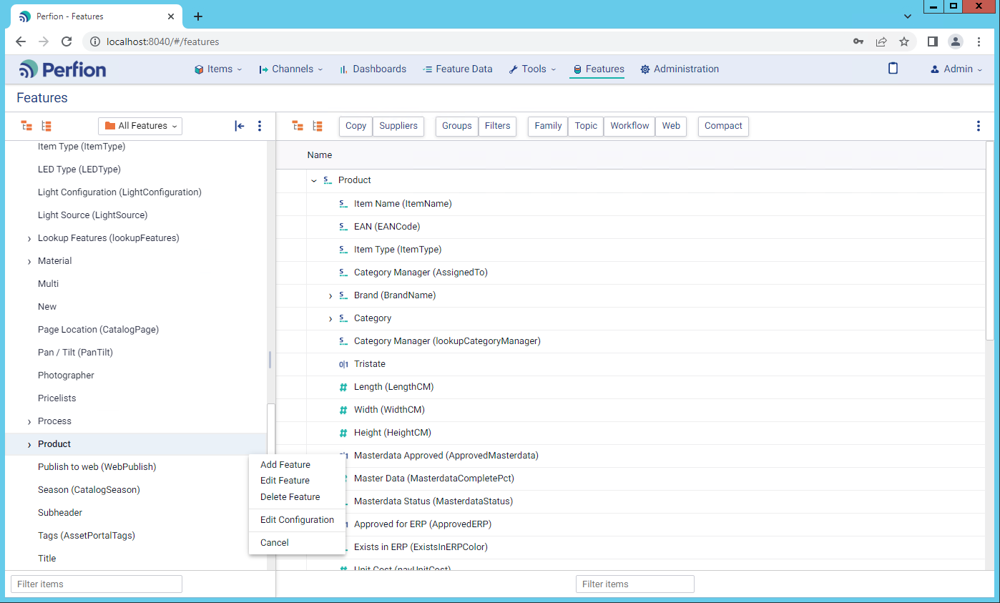 Perfion - Features
localhost:8040/#/features
Perfion
Items
Channels
Dashboards
Feature Data
Tools
Features
Administration
Admin
Features
All Features
Copy
Suppliers
Groups
Filters
Family
Topic
Workflow
Web
Compact
Item Type (ItemType)
LED Type (LEDType)
Light Configuration (LightConfiguration)
Light Source (LightSource)
Lookup Features (lookupFeatures)
Material
Multi
New
Page Location (CatalogPage)
Pan / Tilt (PanTilt)
Photographer
Pricelists
Process
Product
Publish to web (WebPublish)
Season (CatalogSeason)
Subheader
Tags (AssetPortalTags)
Title
Filter items
Add Feature
Edit Feature
Delete Feature
Edit Configuration
Cancel
Name
Product
Item Name (ItemName)
EAN (EANCode)
Item Type (ItemType)
Category Manager (AssignedTo)
Brand (BrandName)
Category
Category Manager (lookupCategoryManager)
0|1 Tristate
Length (LengthCM)
Width (WidthCM)
Height (HeightCM)
Masterdata Approved (ApprovedMasterdata)
Master Data (MasterdataCompletePct)
Masterdata Status (MasterdataStatus)
Approved for ERP (ApprovedERP)
Exists in ERP (ExistsInERPColor)
Unit Cost (navUnitCost)
Filter items